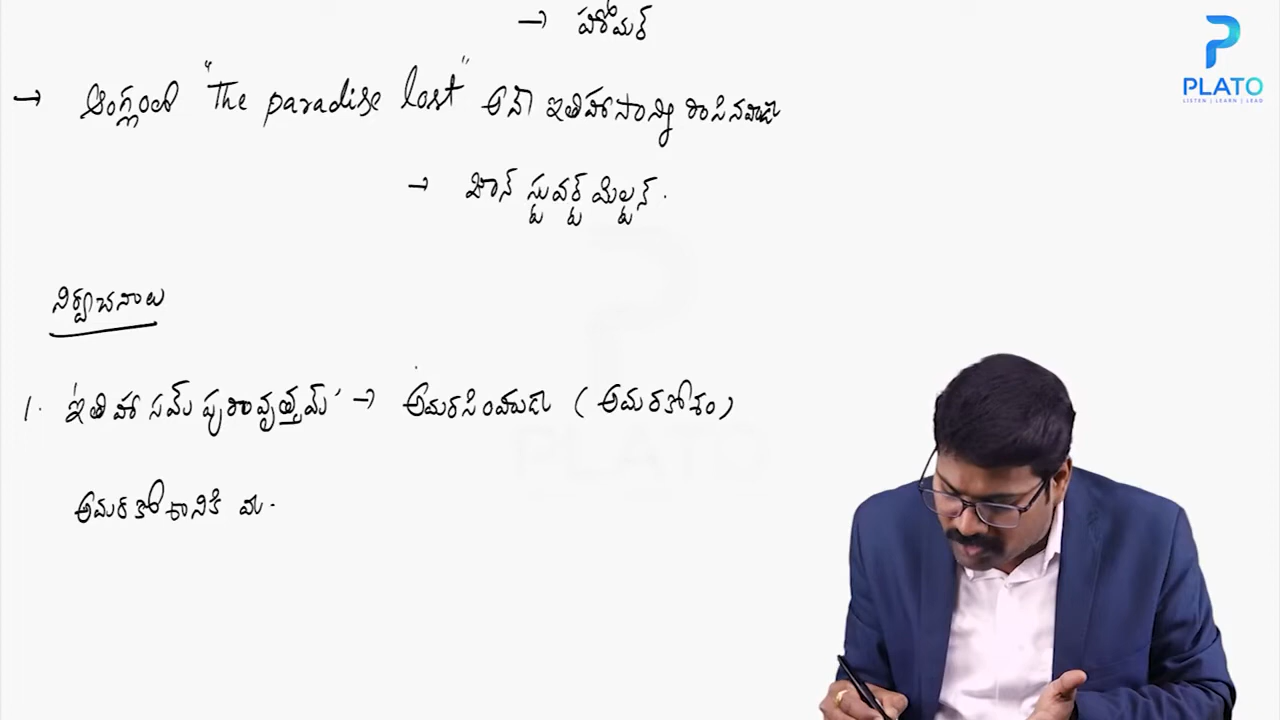 → హోమర్
PLATO
LISTEN | LEARN | LEAD
→ ఆంగ్లంలో "The paradise lost" అనే ఇతిహాసాన్ని రాసినవాడు
→ జాన్ స్టువర్ట్ మిల్టన్.
నిర్వచనాలు
1. 'ఇతిహాసమ్ పురావృత్తమ్' → అమరసింహుడు (అమరకోశం)
అమరకోశానికి
PLATO